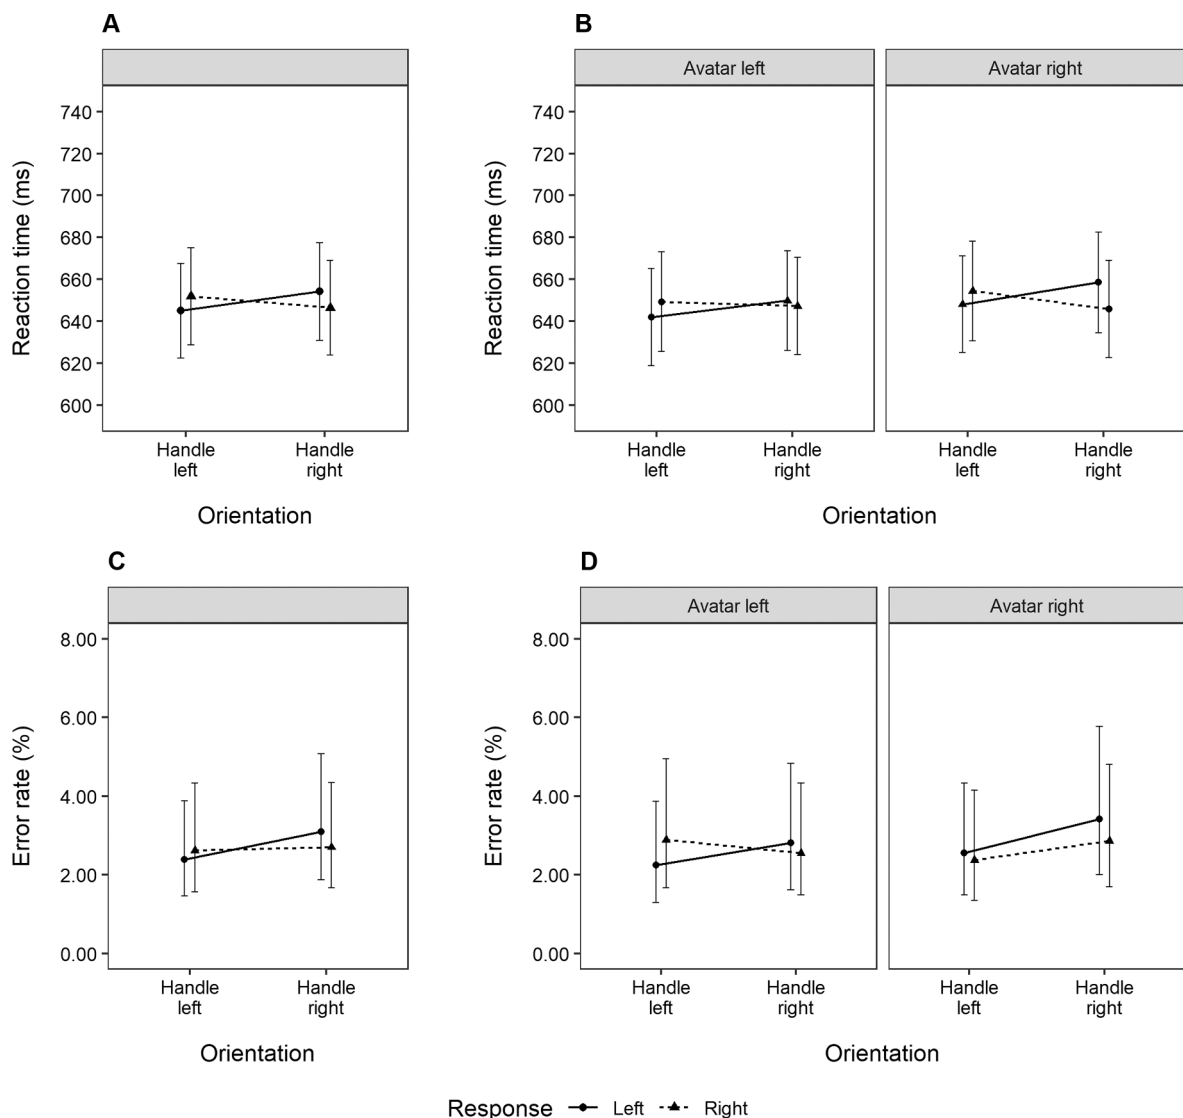 A
Reaction time (ms)
740
720
700
680
660
640
620
600
Handle left
Handle right
Orientation
B
Avatar left
Avatar right
Reaction time (ms)
740
720
700
680
660
640
620
600
Handle left
Handle right
Handle left
Handle right
Orientation
C
Error rate (%)
8.00
6.00
4.00
2.00
0.00
Handle left
Handle right
Orientation
D
Avatar left
Avatar right
Error rate (%)
8.00
6.00
4.00
2.00
0.00
Handle left
Handle right
Handle left
Handle right
Orientation
Response Left Right